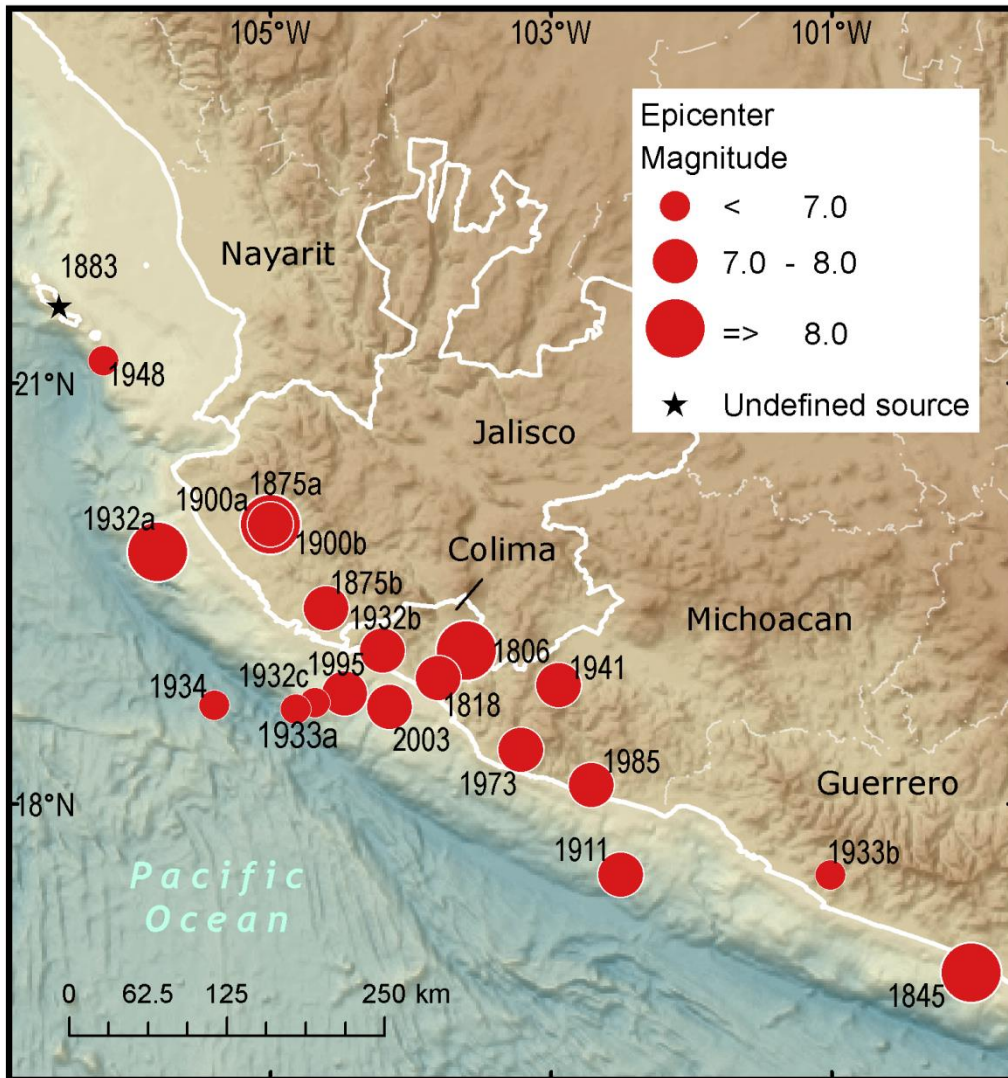 105°W
103°W
101°W
Epicenter
Magnitude
< 7.0
7.0 - 8.0
=> 8.0
Undefined source
Nayarit
1883
1948
21°N
Jalisco
1875a
1900a
1932a
1900b
Colima
1875b
1932b
Michoacan
1806
1941
1995
1932c
1934
1818
1933a
2003
1973
1985
Guerrero
18°N
1911
1933b
Pacific
Ocean
0 62.5 125 250 km
1845